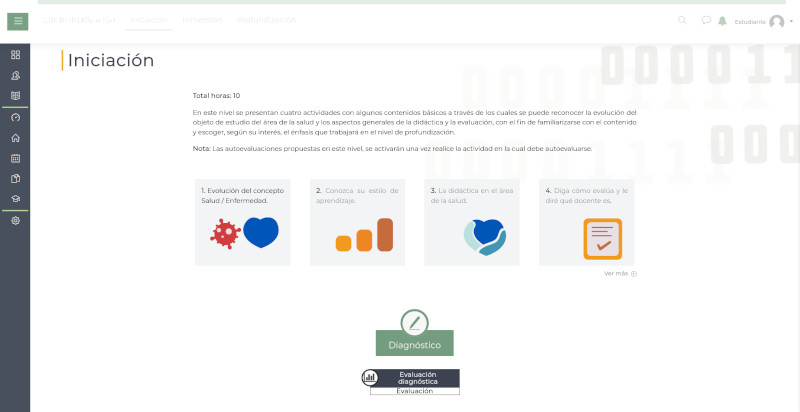 Iniciación
Inmersión
Profundización
Estudiante
Iniciación
Total horas: 10
En este nivel se presentan cuatro actividades con algunos contenidos básicos a través de los cuales se puede reconocer la evolución del
objeto de estudio del área de la salud y los aspectos generales de la didáctica y la evaluación, con el fin de familiarizarse con el contenido
y escoger, según su interés, el énfasis que trabajará en el nivel de profundización.
Nota: Las autoevaluaciones propuestas en este nivel, se activarán una vez realice la actividad en la cual debe autoevaluarse.
1. Evolución del concepto
Salud / Enfermedad.
2. Conozca su estilo de
aprendizaje.
3. La didáctica en el área
de la salud.
4. Diga cómo evalúa y le
diré qué docente es.
Ver más
Diagnóstico
Evaluación
diagnóstica
Evaluación